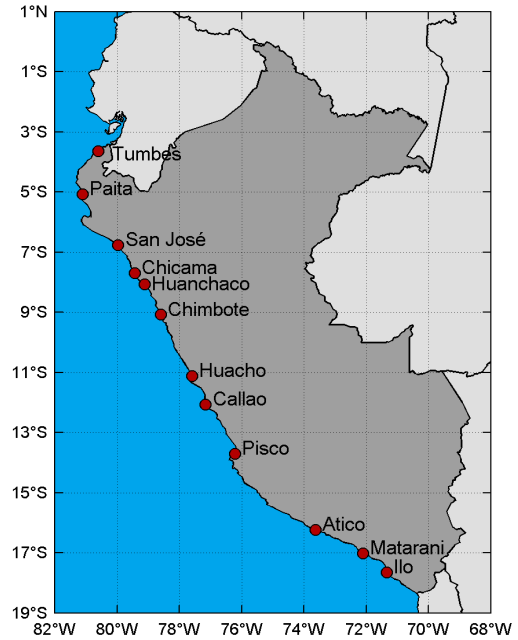 1°N
1°S
3°S
Tumbes
5°S
Paita
7°S
San José
Chicama
Huanchaco
9°S
Chimbote
11°S
Huacho
Callao
13°S
Pisco
15°S
Atico
17°S
Matarani
Ilo
19°S
82°W 80°W 78°W 76°W 74°W 72°W 70°W 68°W